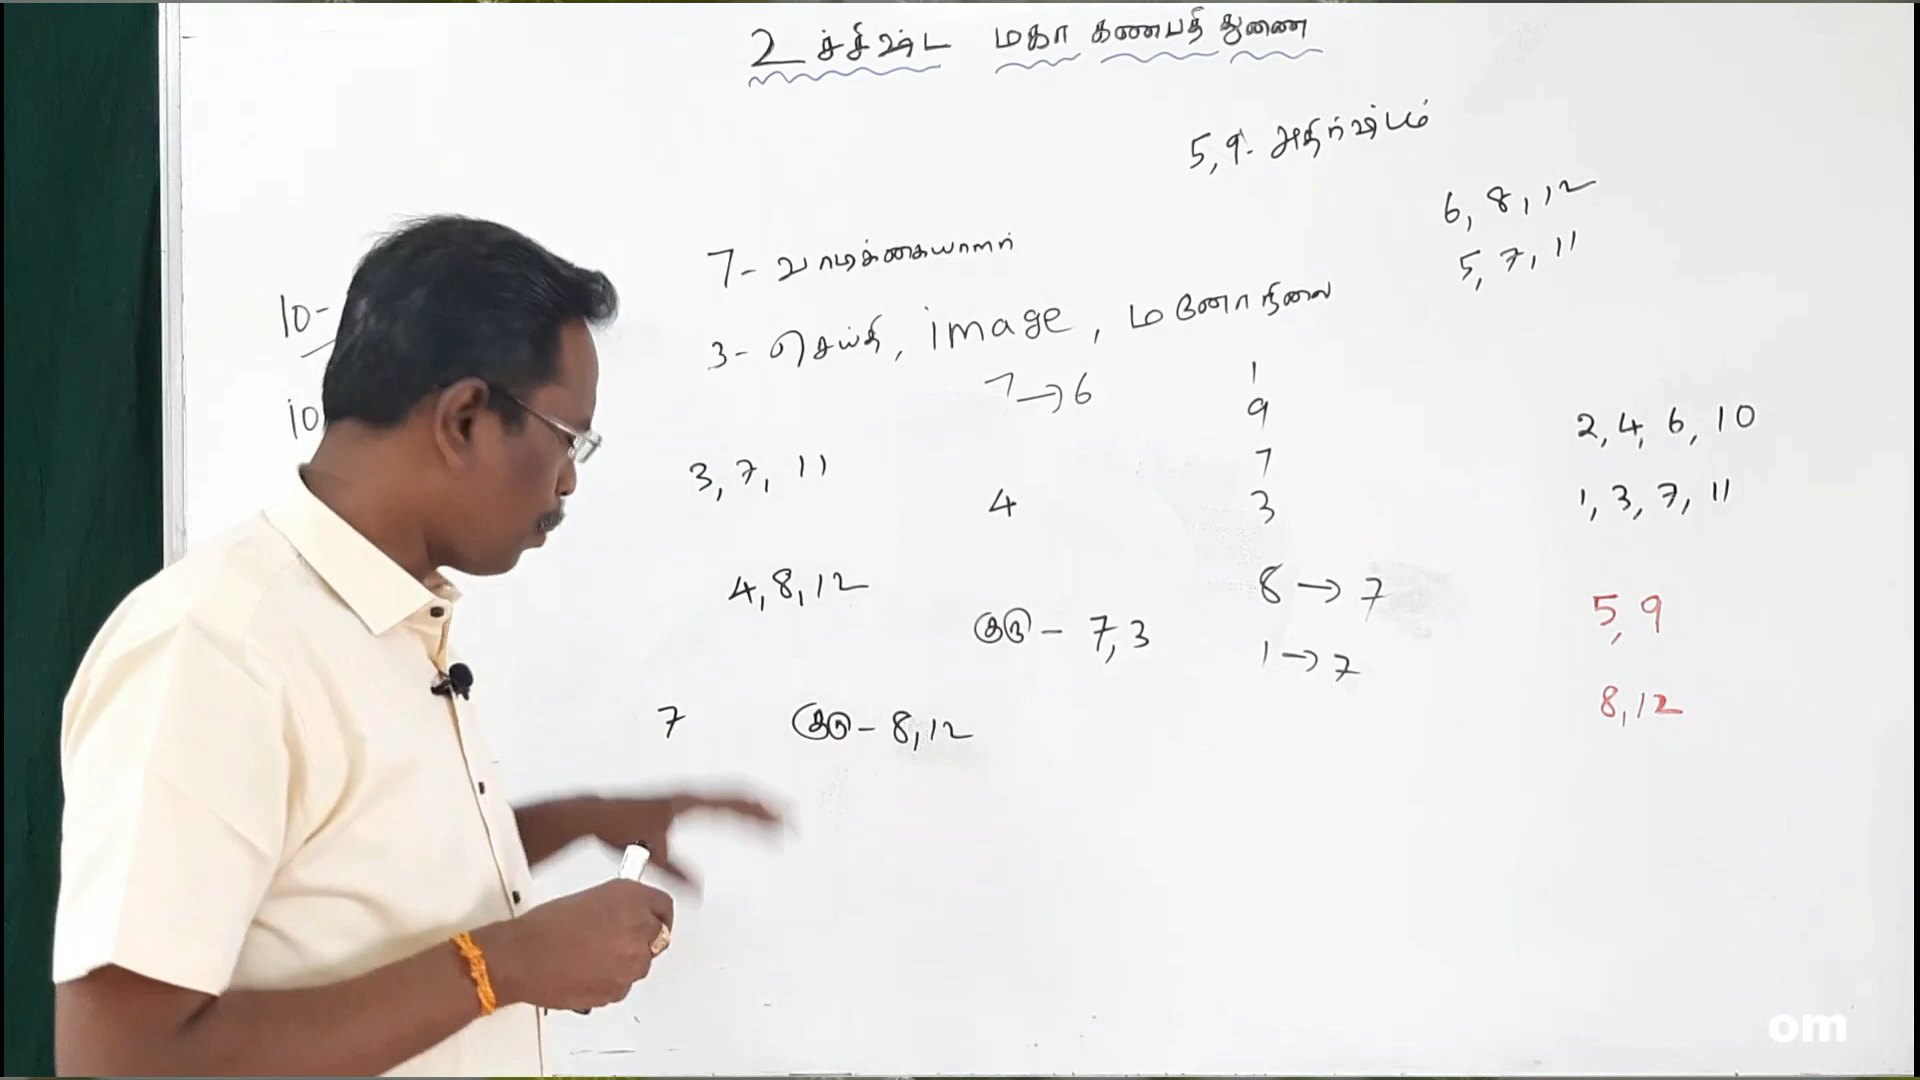 உச்சிஷ்ட மகா கணபதி துணை
5, 9 - அதிர்ஷ்டம்
6, 8, 12
5, 7, 11
7 - வாடிக்கையாளர்
10 -
3 - செய்தி, image, மனோநிலை
7 → 6
1
9
7
3
10
2, 4, 6, 10
3, 7, 11
4
1, 3, 7, 11
4, 8, 12
8 → 7
5, 9
குரு - 7, 3
1 → 7
8, 12
7
குரு - 8, 12
om